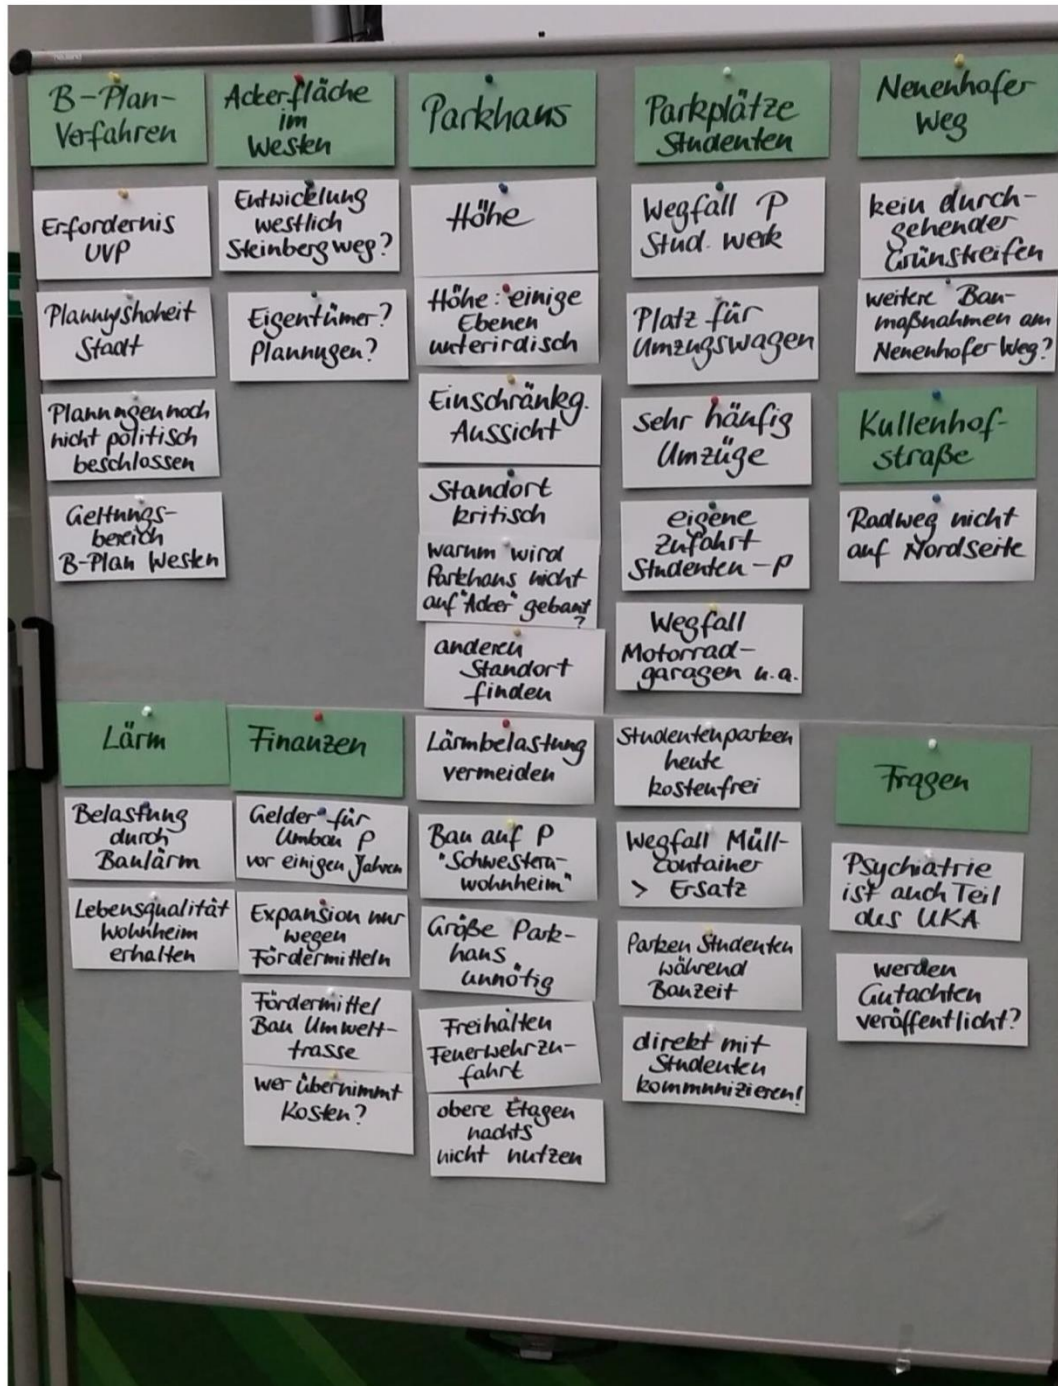 B-Plan-
Verfahren
Erfordernis
UVP
Planungshoheit
Stadt
Planungen noch
nicht politisch
beschlossen
Geltungs-
bereich
B-Plan Westen
Ackerfläche
im
Westen
Entwicklung
westlich
Steinbergweg?
Eigentümer?
Planungen?
Parkhaus
Höhe
Höhe: einige
Ebenen
unterirdisch
Einschränkg.
Aussicht
Standort
kritisch
warum wird
Parkhaus nicht
auf "Acker" gebaut
?
anderen
Standort
finden
Lärmbelastung
vermeiden
Bau auf P
"Schwestern-
wohnheim"
Größe Park-
haus
unnötig
Freihalten
Feuerwehrzu-
fahrt
obere Etagen
nachts
nicht nutzen
Parkplätze
Studenten
Wegfall P
Stud. werk
Platz für
Umzugswagen
sehr häufig
Umzüge
eigene
Zufahrt
Studenten-P
Wegfall
Motorrad-
garagen u.a.
Studentenparken
heute
kostenfrei
Wegfall Müll-
container
> Ersatz
Parken Studenten
während
Bauzeit
direkt mit
Studenten
kommunizieren!
Neuenhofer
Weg
kein durch-
gehender
Grünstreifen
weitere Bau-
maßnahmen am
Neuenhofer Weg?
Kullenhof-
straße
Radweg nicht
auf Nordseite
Lärm
Belastung
durch
Baulärm
Lebensqualität
Wohnheim
erhalten
Finanzen
Gelder für
Umbau P
vor einigen Jahren
Expansion nur
wegen
Fördermitteln
Fördermittel
Bau Umwelt-
trasse
wer übernimmt
Kosten?
Fragen
Psychiatrie
ist auch Teil
des UKA
werden
Gutachten
veröffentlicht?